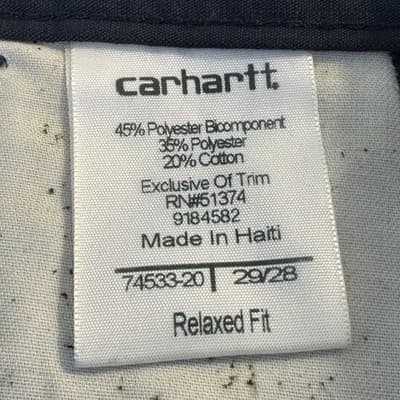 carhartt.
45% Polyester Bicomponent
35% Polyester
20% Cotton
Exclusive Of Trim
RN#51374
9184582
Made In Haiti
74533-20 | 29/28
Relaxed Fit